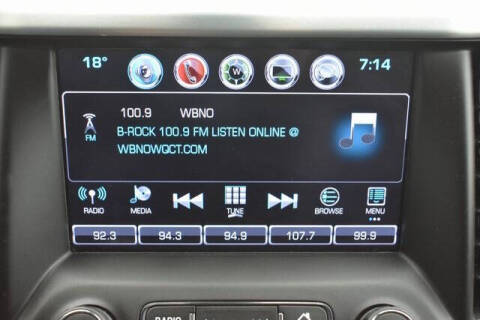 18°
W
7:14
100.9 WBNO
FM
B-ROCK 100.9 FM LISTEN ONLINE @
WBNOWQCT.COM
RADIO MEDIA TUNE BROWSE MENU
92.3 94.3 94.9 107.7 99.9
RADIO